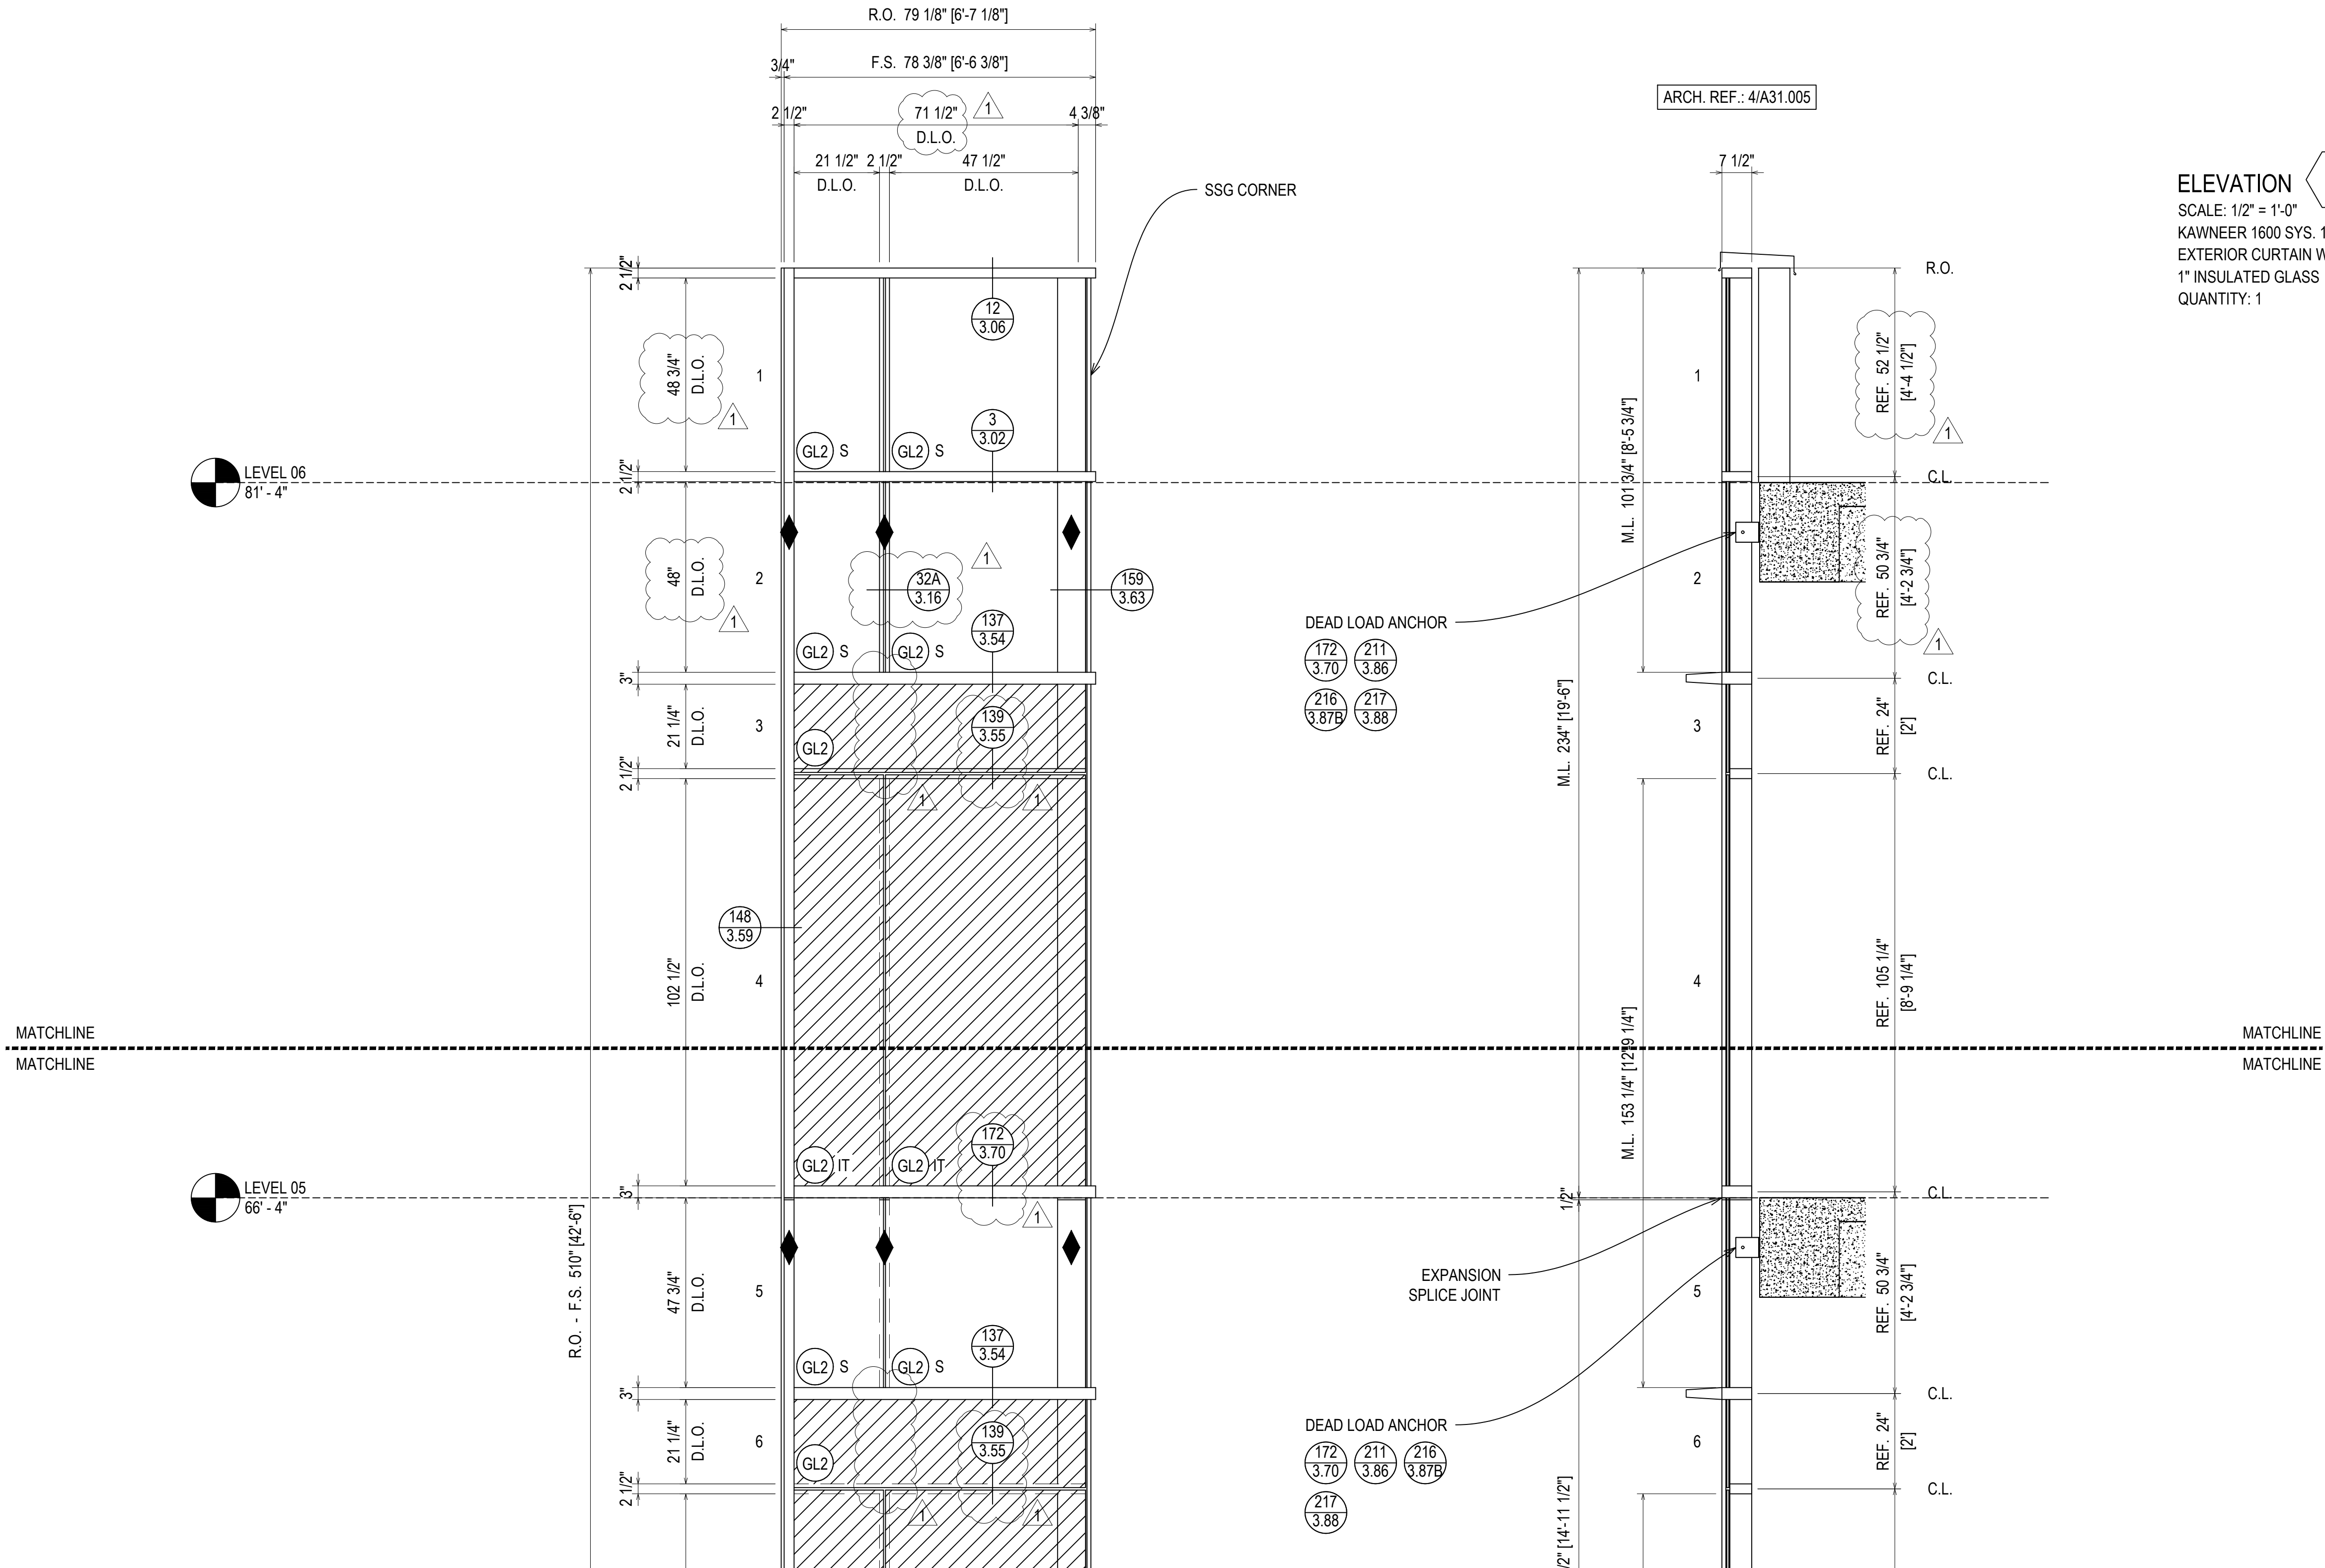 R.O. 79 1/8" [6'-7 1/8"]
3/4"
F.S. 78 3/8" [6'-6 3/8"]
2 1/2"
71 1/2"
D.L.O.
1
4 3/8"
21 1/2"
D.L.O.
2 1/2"
47 1/2"
D.L.O.
SSG CORNER
ARCH. REF.: 4/A31.005
7 1/2"
ELEVATION
SCALE: 1/2" = 1'-0"
KAWNEER 1600 SYS. 1
EXTERIOR CURTAIN W
1" INSULATED GLASS
QUANTITY: 1
2 1/2"
48 3/4"
D.L.O.
1
1
12
3.06
3
3.02
GL2 S
GL2 S
LEVEL 06
81' - 4"
2 1/2"
48"
D.L.O.
1
2
32A
3.16
1
159
3.63
137
3.54
GL2 S
GL2 S
3"
21 1/4"
D.L.O.
3
GL2
139
3.55
1
1
2 1/2"
148
3.59
102 1/2"
D.L.O.
4
MATCHLINE
MATCHLINE
MATCHLINE
MATCHLINE
172
3.70
1
GL2 IT
GL2 IT
LEVEL 05
66' - 4"
3"
R.O. - F.S. 510" [42'-6"]
47 3/4"
D.L.O.
5
137
3.54
GL2 S
GL2 S
3"
21 1/4"
D.L.O.
6
GL2
139
3.55
1
1
2 1/2"
R.O.
1
REF. 52 1/2"
[4'-4 1/2"]
1
M.L. 101 3/4" [8'-5 3/4"]
C.L.
2
REF. 50 3/4"
[4'-2 3/4"]
1
DEAD LOAD ANCHOR
172
3.70
211
3.86
216
3.87B
217
3.88
M.L. 234" [19'-6"]
C.L.
3
REF. 24"
[2']
C.L.
4
REF. 105 1/4"
[8'-9 1/4"]
M.L. 153 1/4" [12'-9 1/4"]
1/2"
C.L.
EXPANSION
SPLICE JOINT
5
REF. 50 3/4"
[4'-2 3/4"]
C.L.
DEAD LOAD ANCHOR
172
3.70
211
3.86
216
3.87B
217
3.88
6
REF. 24"
[2']
C.L.
/2" [14'-11 1/2"]